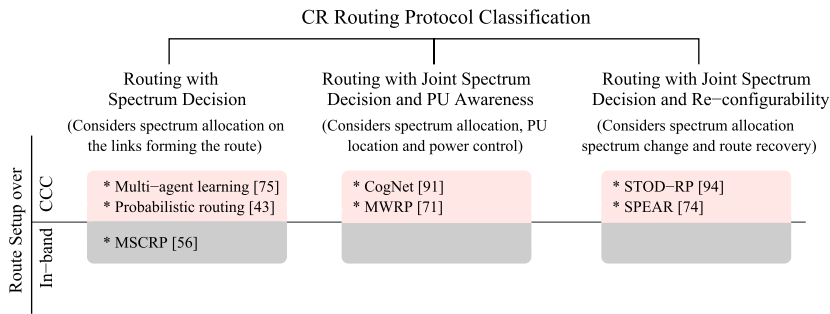 CR Routing Protocol Classification
Routing with
Spectrum Decision
(Considers spectrum allocation on
the links forming the route)
Routing with Joint Spectrum
Decision and PU Awareness
(Considers spectrum allocation, PU
location and power control)
Routing with Joint Spectrum
Decision and Re−configurability
(Considers spectrum allocation
spectrum change and route recovery)
Route Setup over
CCC
* Multi−agent learning [75]
* Probabilistic routing [43]
* CogNet [91]
* MWRP [71]
* STOD−RP [94]
* SPEAR [74]
In−band
* MSCRP [56]